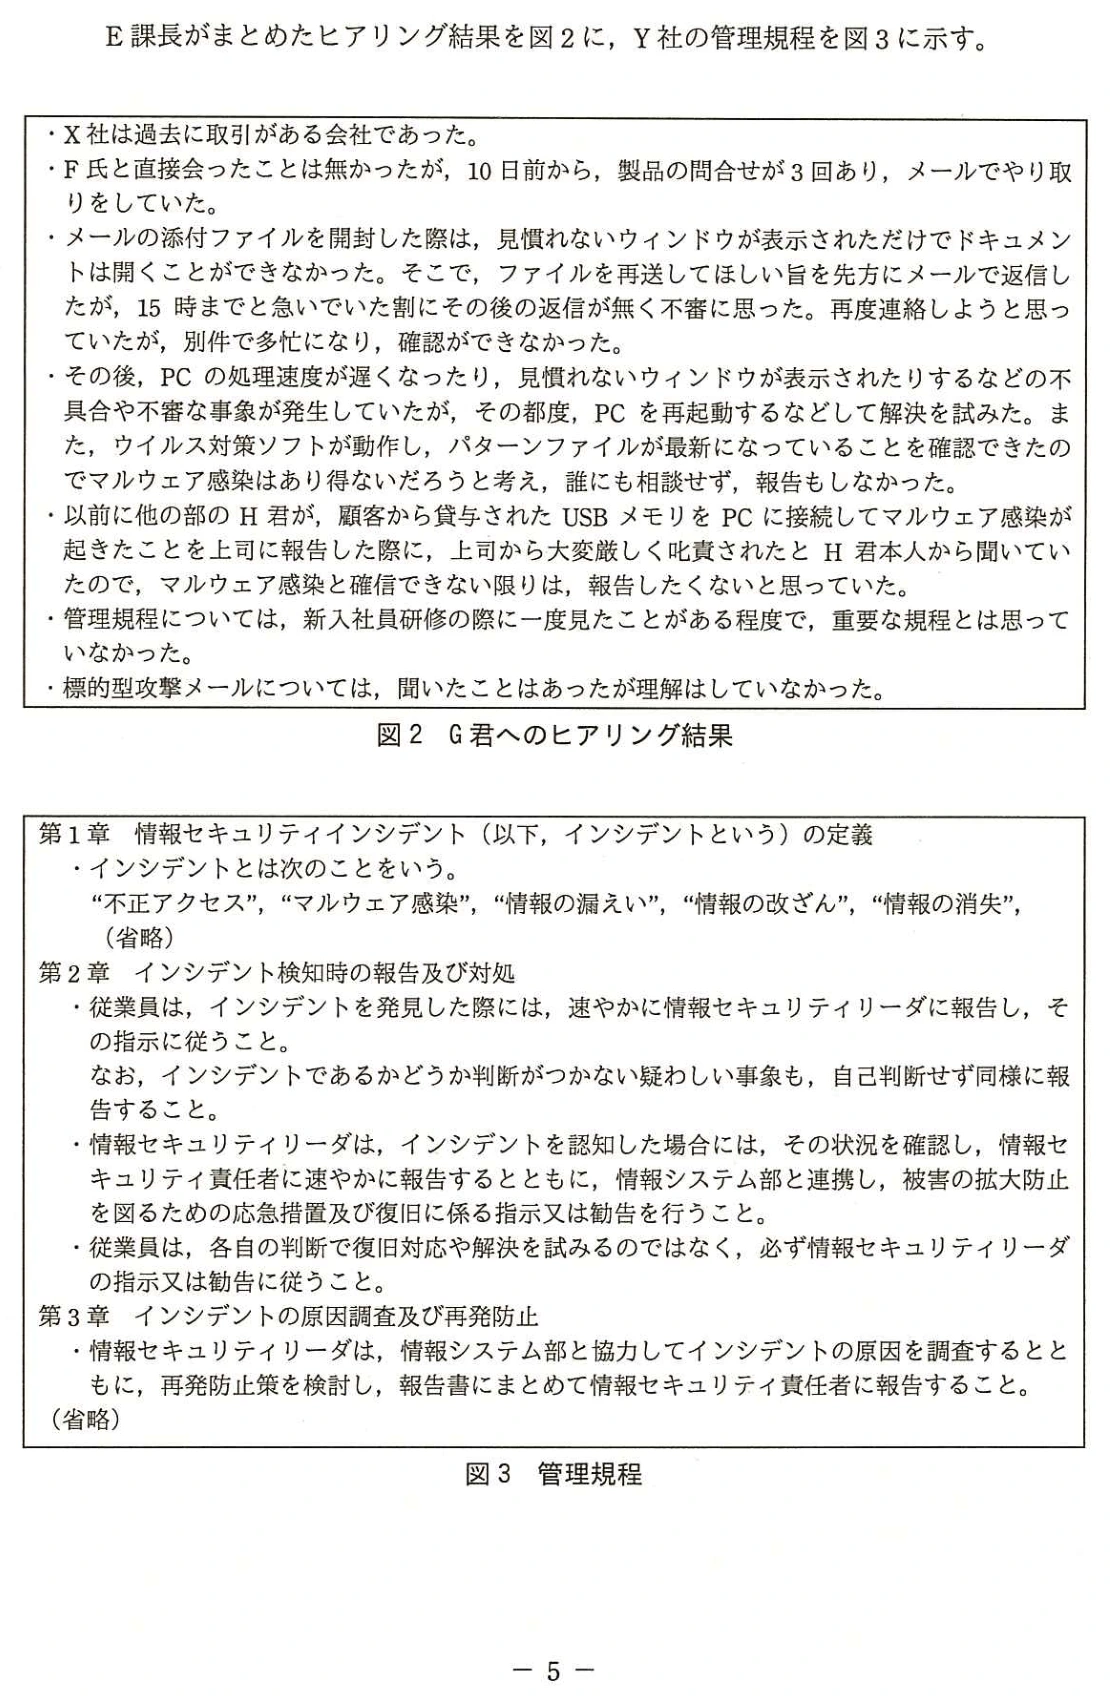 E 課長がまとめたヒアリング結果を図2に，Y 社の管理規程を図3に示す。
・X 社は過去に取引がある会社であった。
・F 氏と直接会ったことは無かったが，10 日前から，製品の問合せが3回あり，メールでやり取
りをしていた。
・メールの添付ファイルを開封した際は，見慣れないウィンドウが表示されただけでドキュメン
トは開くことができなかった。そこで，ファイルを再送してほしい旨を先方にメールで返信し
たが，15 時までと急いでいた割にその後の返信が無く不審に思った。再度連絡しようと思っ
ていたが，別件で多忙になり，確認ができなかった。
・その後，PC の処理速度が遅くなったり，見慣れないウィンドウが表示されたりするなどの不
具合や不審な事象が発生していたが，その都度，PC を再起動するなどして解決を試みた。ま
た，ウイルス対策ソフトが動作し，パターンファイルが最新になっていることを確認できたの
でマルウェア感染はあり得ないだろうと考え，誰にも相談せず，報告もしなかった。
・以前に他の部の H 君が，顧客から貸与された USB メモリを PC に接続してマルウェア感染が
起きたことを上司に報告した際に，上司から大変厳しく叱責されたと H 君本人から聞いてい
たので，マルウェア感染と確信できない限りは，報告したくないと思っていた。
・管理規程については，新入社員研修の際に一度見たことがある程度で，重要な規程とは思って
いなかった。
・標的型攻撃メールについては，聞いたことはあったが理解はしていなかった。
図2 G君へのヒアリング結果
第1章 情報セキュリティインシデント（以下，インシデントという）の定義
・インシデントとは次のことをいう。
“不正アクセス”，“マルウェア感染”，“情報の漏えい”，“情報の改ざん”，“情報の消失”，
（省略）
第2章 インシデント検知時の報告及び対処
・従業員は，インシデントを発見した際には，速やかに情報セキュリティリーダに報告し，そ
の指示に従うこと。
なお，インシデントであるかどうか判断がつかない疑わしい事象も，自己判断せず同様に報
告すること。
・情報セキュリティリーダは，インシデントを認知した場合には，その状況を確認し，情報セ
キュリティ責任者に速やかに報告するとともに，情報システム部と連携し，被害の拡大防止
を図るための応急措置及び復旧に係る指示又は勧告を行うこと。
・従業員は，各自の判断で復旧対応や解決を試みるのではなく，必ず情報セキュリティリーダ
の指示又は勧告に従うこと。
第3章 インシデントの原因調査及び再発防止
・情報セキュリティリーダは，情報システム部と協力してインシデントの原因を調査するとと
もに，再発防止策を検討し，報告書にまとめて情報セキュリティ責任者に報告すること。
（省略）
図3 管理規程
－ 5 －